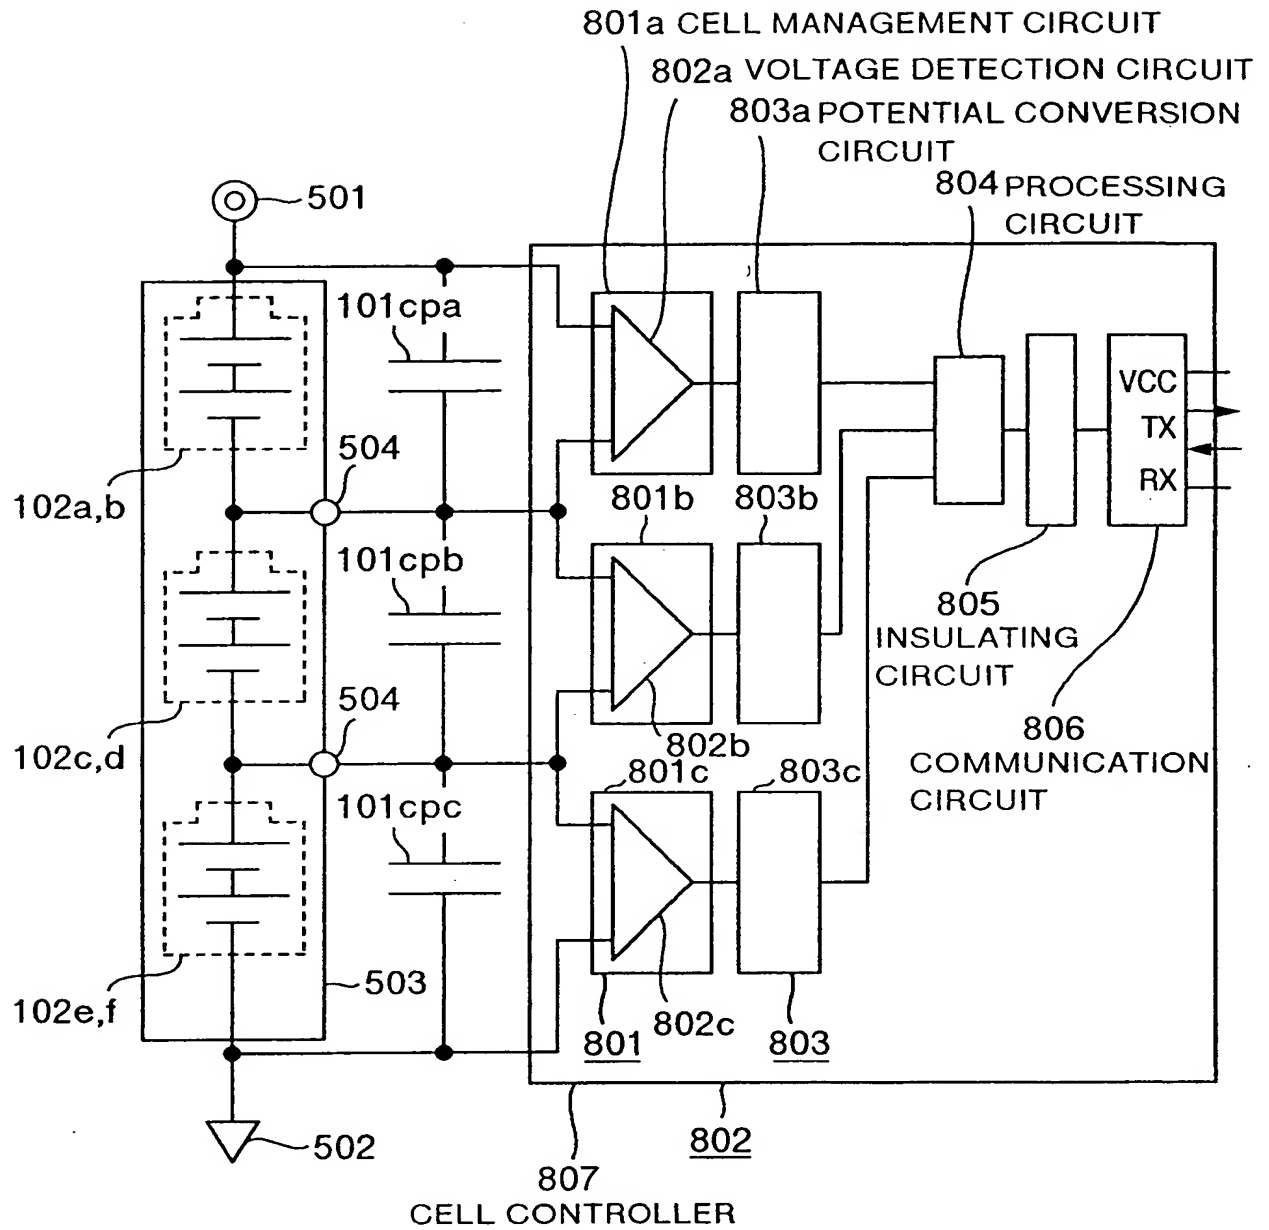 801a CELL MANAGEMENT CIRCUIT
802a VOLTAGE DETECTION CIRCUIT
803a POTENTIAL CONVERSION
CIRCUIT
804 PROCESSING
CIRCUIT
501
101cpa
504
102a,b
VCC
TX
RX
801b
803b
101cpb
802b
805
INSULATING
CIRCUIT
504
102c,d
801c
803c
806
COMMUNICATION
CIRCUIT
101cpc
503
102e,f
802c
801
803
502
802
807
CELL CONTROLLER